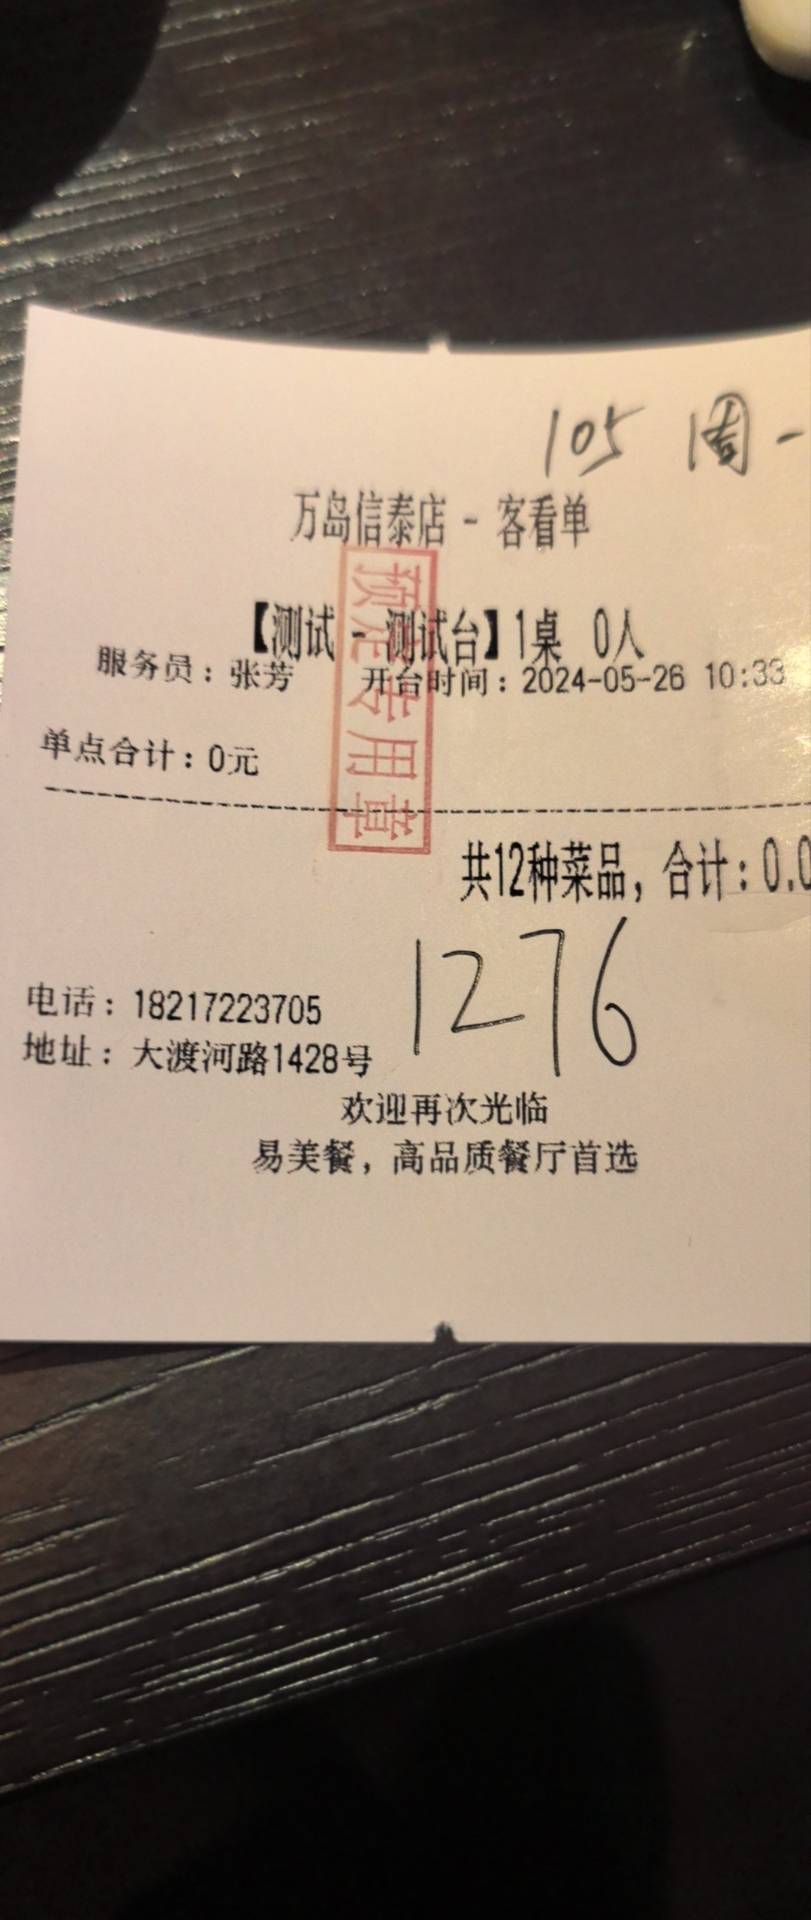 105 周一
万岛信泰店 - 客看单
【测试 - 测试台】1桌 0人
服务员：张芳 开台时间：2024-05-26 10:33
预定专用章
单点合计：0元
共12种菜品，合计：0.0
1276
电话：18217223705
地址：大渡河路1428号
欢迎再次光临
易美餐，高品质餐厅首选